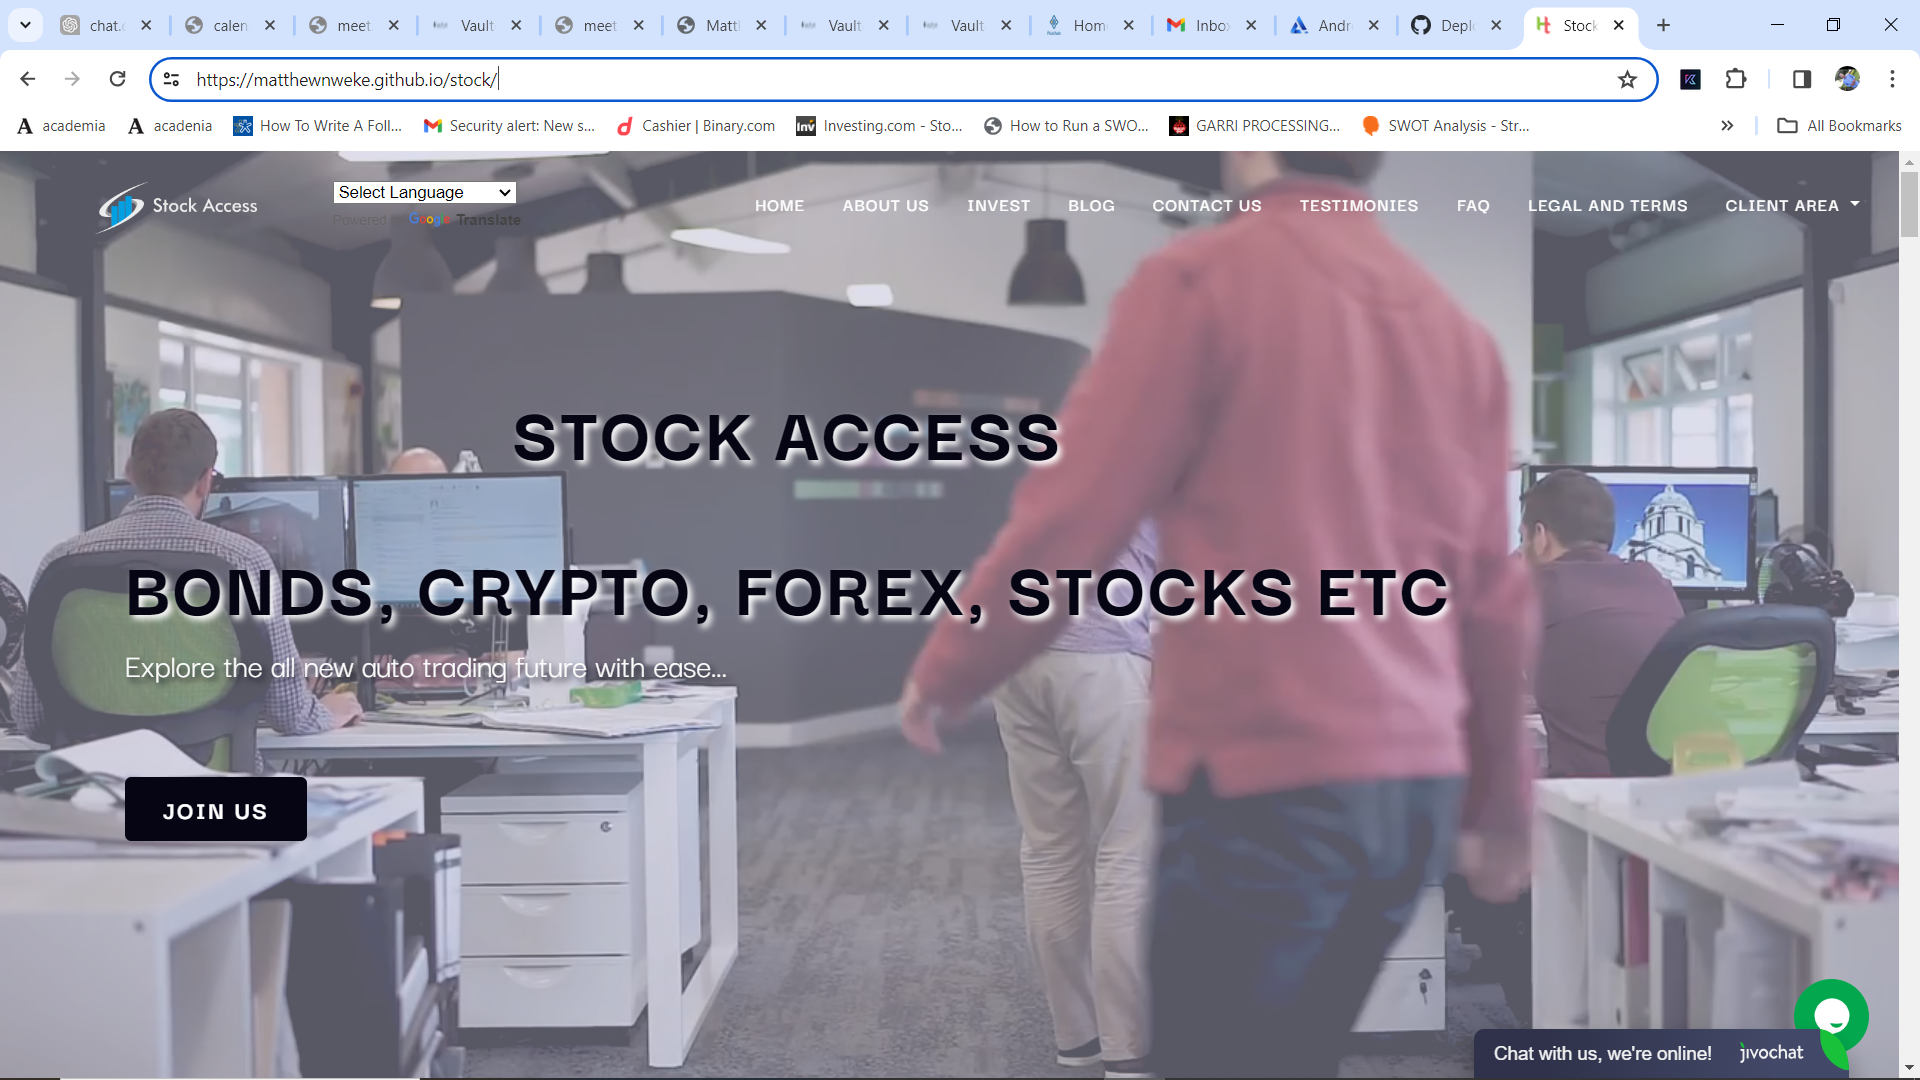 chat.
calen
meet.
Vault
meet
Matt
Vault
Vault
Hom
Inbox
Andr
Depl
Stock
https://matthewnweke.github.io/stock/
academia
acadenia
How To Write A Foll...
Security alert: New s...
Cashier | Binary.com
Investing.com - Sto...
How to Run a SWO...
GARRI PROCESSING...
SWOT Analysis - Str...
All Bookmarks
Stock Access
Select Language
Powered
Google Translate
HOME
ABOUT US
INVEST
BLOG
CONTACT US
TESTIMONIES
FAQ
LEGAL AND TERMS
CLIENT AREA
STOCK ACCESS
BONDS, CRYPTO, FOREX, STOCKS ETC
Explore the all new auto trading future with ease...
JOIN US
Chat with us, we're online!
jivochat